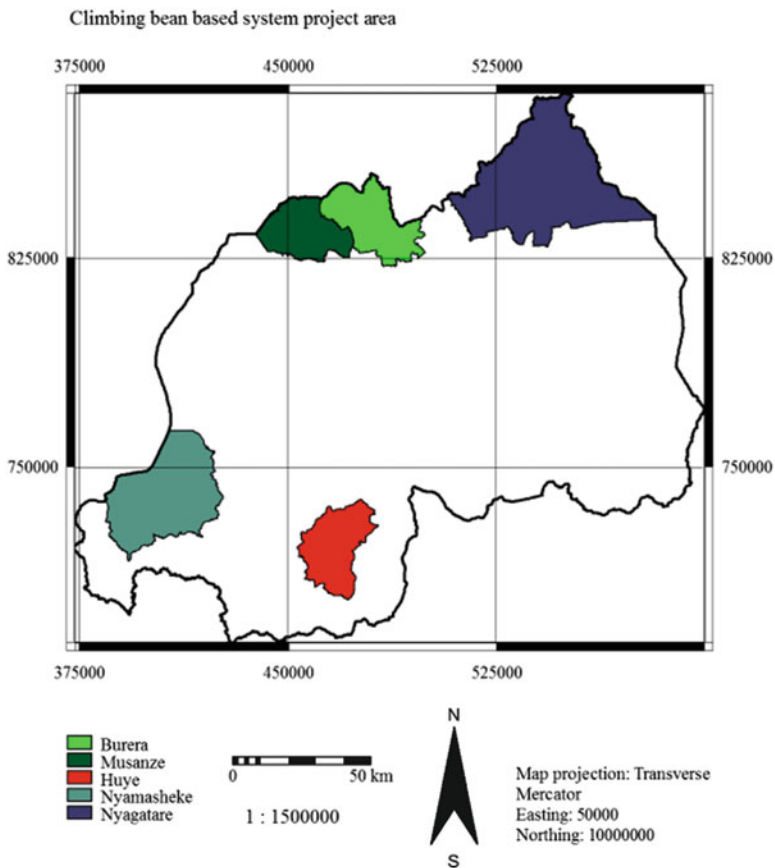 Climbing bean based system project area
375000 450000 525000
825000 825000
750000 750000
375000 450000 525000
Burera
Musanze
Huye
Nyamasheke
Nyagatare
0 50 km
1 : 1500000
N
S
Map projection: Transverse
Mercator
Easting: 50000
Northing: 10000000